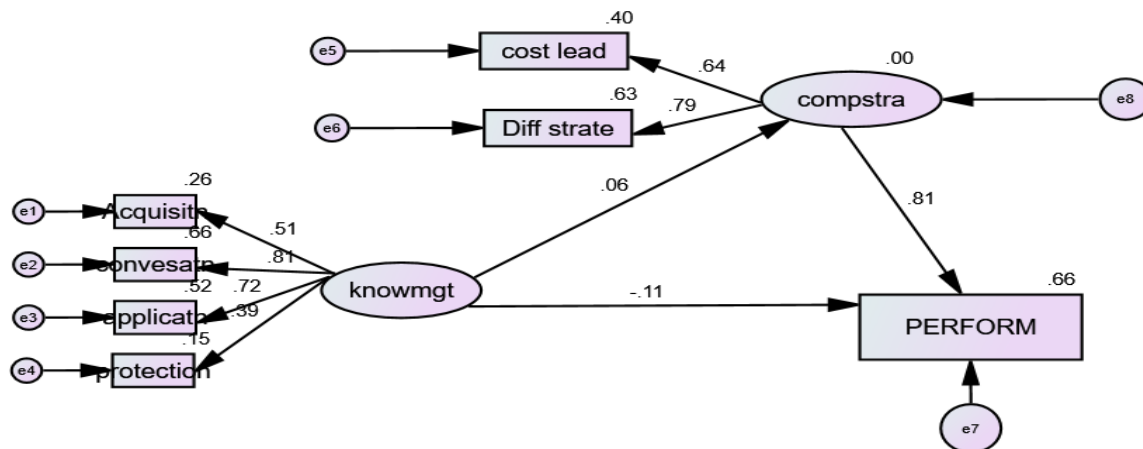 .40
e5
cost lead
.00
.64
compstra
e8
.63
.79
e6
Diff strate
.26
.06
e1
Acquisitn
.51
.81
.66
e2
convesatn
.81
.52
.72
knowmgt
-.11
.66
e3
applicatn
.39
PERFORM
.15
e4
protection
e7